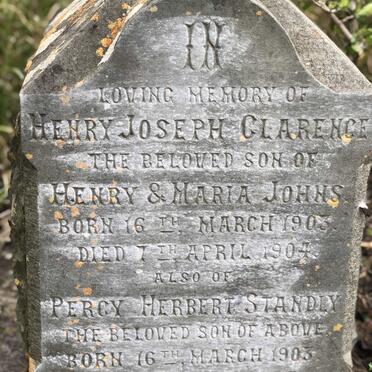 IN
LOVING MEMORY OF
HENRY JOSEPH CLARENCE
THE BELOVED SON OF
HENRY & MARIA JOHNS
BORN 16TH MARCH 1903.
DIED 7TH APRIL 1904.
ALSO OF
PERCY HERBERT STANDLY
THE BELOVED SON OF ABOVE
BORN 16TH, MARCH 1903.